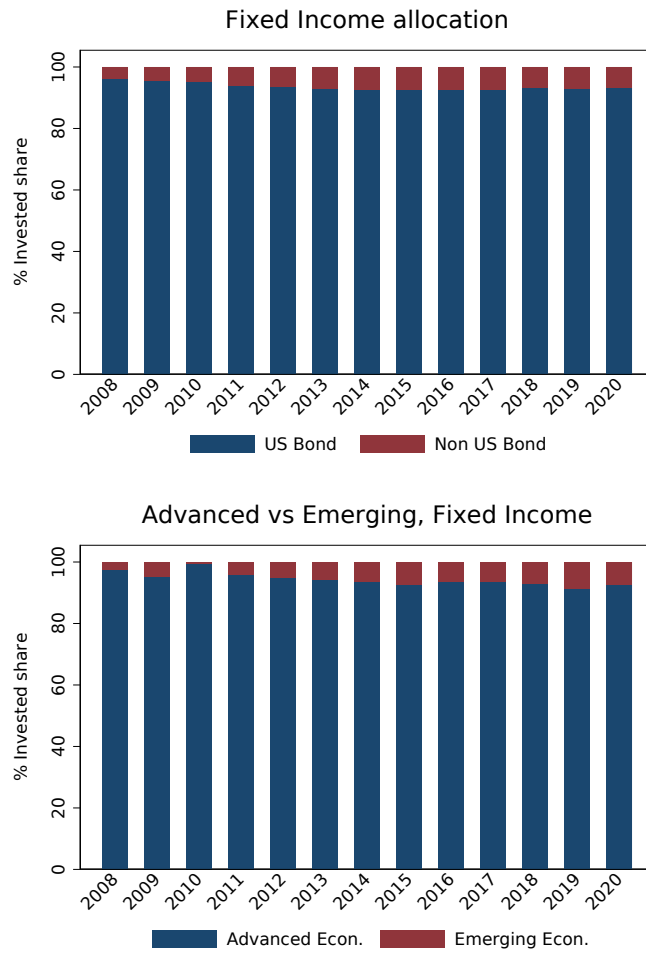 Fixed Income allocation
% Invested share
100
80
60
40
20
0
2008 2009 2010 2011 2012 2013 2014 2015 2016 2017 2018 2019 2020
US Bond Non US Bond
Advanced vs Emerging, Fixed Income
% Invested share
100
80
60
40
20
0
2008 2009 2010 2011 2012 2013 2014 2015 2016 2017 2018 2019 2020
Advanced Econ. Emerging Econ.